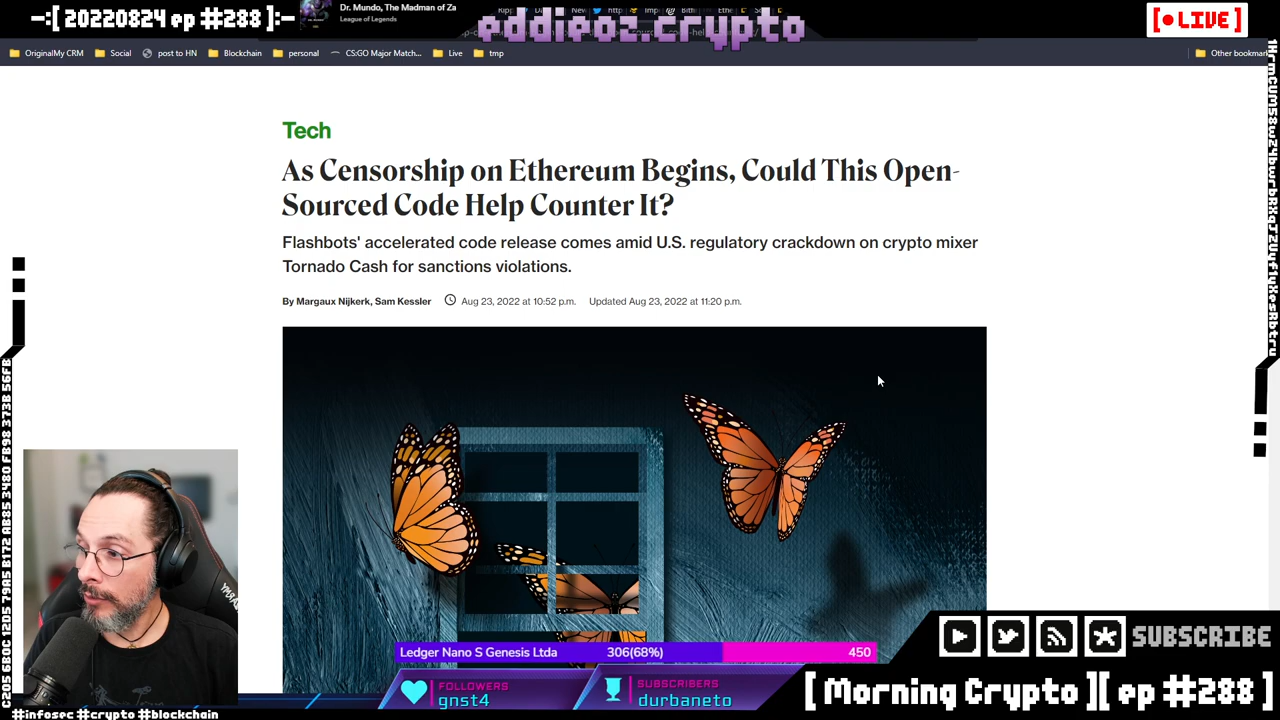 -:[ 20220824 ep #288 ]:-
Dr. Mundo, The Madman of Za
League of Legends
eddieoz.crypto
[ • LIVE ]
OriginalMy CRM
Social
post to HN
Blockchain
personal
CS:GO Major Match...
Live
tmp
Other bookmark
Tech
As Censorship on Ethereum Begins, Could This Open-
Sourced Code Help Counter It?
Flashbots' accelerated code release comes amid U.S. regulatory crackdown on crypto mixer
Tornado Cash for sanctions violations.
By Margaux Nijkerk, Sam Kessler
Aug 23, 2022 at 10:52 p.m.
Updated Aug 23, 2022 at 11:20 p.m.
Ledger Nano S Genesis Ltda
306(68%)
450
FOLLOWERS
gnst4
SUBSCRIBERS
durbaneto
SUBSCRIBE
[ Morning Crypto ][ ep #288 ]
#infosec #crypto #blockchain